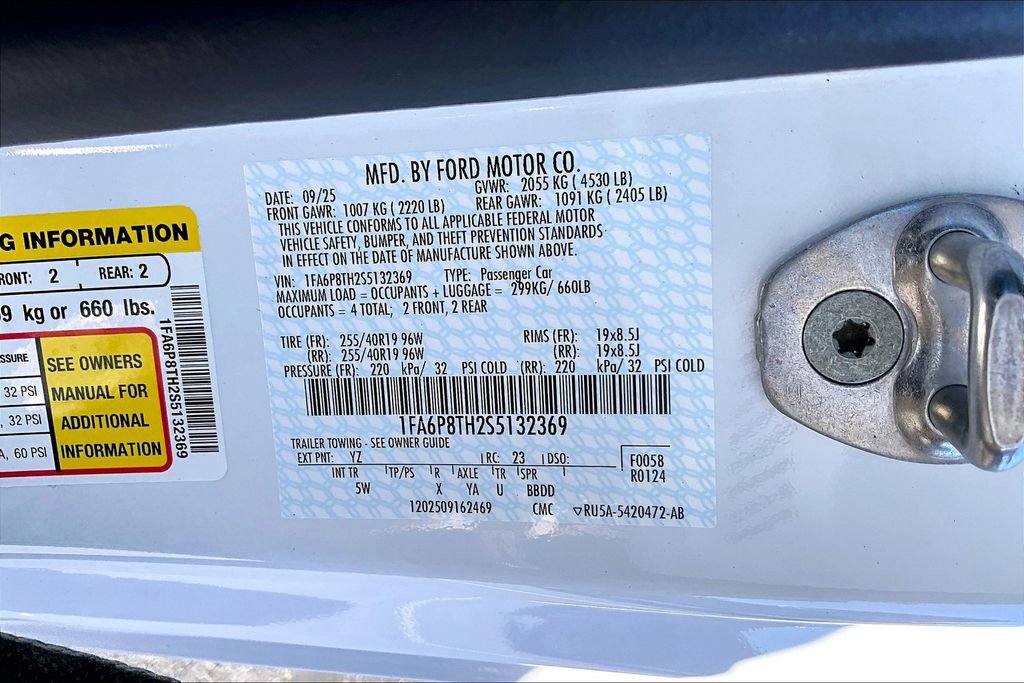 G INFORMATION
RONT: 2 REAR: 2
9 kg or 660 lbs.
SSURE
32 PSI
, 32 PSI
A, 60 PSI
SEE OWNERS
MANUAL FOR
ADDITIONAL
INFORMATION
1FA6P8TH2S5132369
MFD. BY FORD MOTOR CO.
DATE: 09/25 GVWR: 2055 KG ( 4530 LB)
FRONT GAWR: 1007 KG ( 2220 LB) REAR GAWR: 1091 KG ( 2405 LB)
THIS VEHICLE CONFORMS TO ALL APPLICABLE FEDERAL MOTOR
VEHICLE SAFETY, BUMPER, AND THEFT PREVENTION STANDARDS
IN EFFECT ON THE DATE OF MANUFACTURE SHOWN ABOVE.
VIN: 1FA6P8TH2S5132369 TYPE: Passenger Car
MAXIMUM LOAD = OCCUPANTS + LUGGAGE = 299KG/ 660LB
OCCUPANTS = 4 TOTAL; 2 FRONT, 2 REAR
TIRE (FR): 255/40R19 96W RIMS (FR): 19x8.5J
(RR): 255/40R19 96W (RR): 19x8.5J
PRESSURE (FR): 220 kPa/ 32 PSI COLD (RR): 220 kPa/ 32 PSI COLD
1FA6P8TH2S5132369
TRAILER TOWING - SEE OWNER GUIDE
EXT PNT: YZ RC: 23 DSO: F0058
R0124
INT TR TP/PS R AXLE TR SPR
5W X YA U BBDD
1202509162469 CMC ▽RU5A-5420472-AB